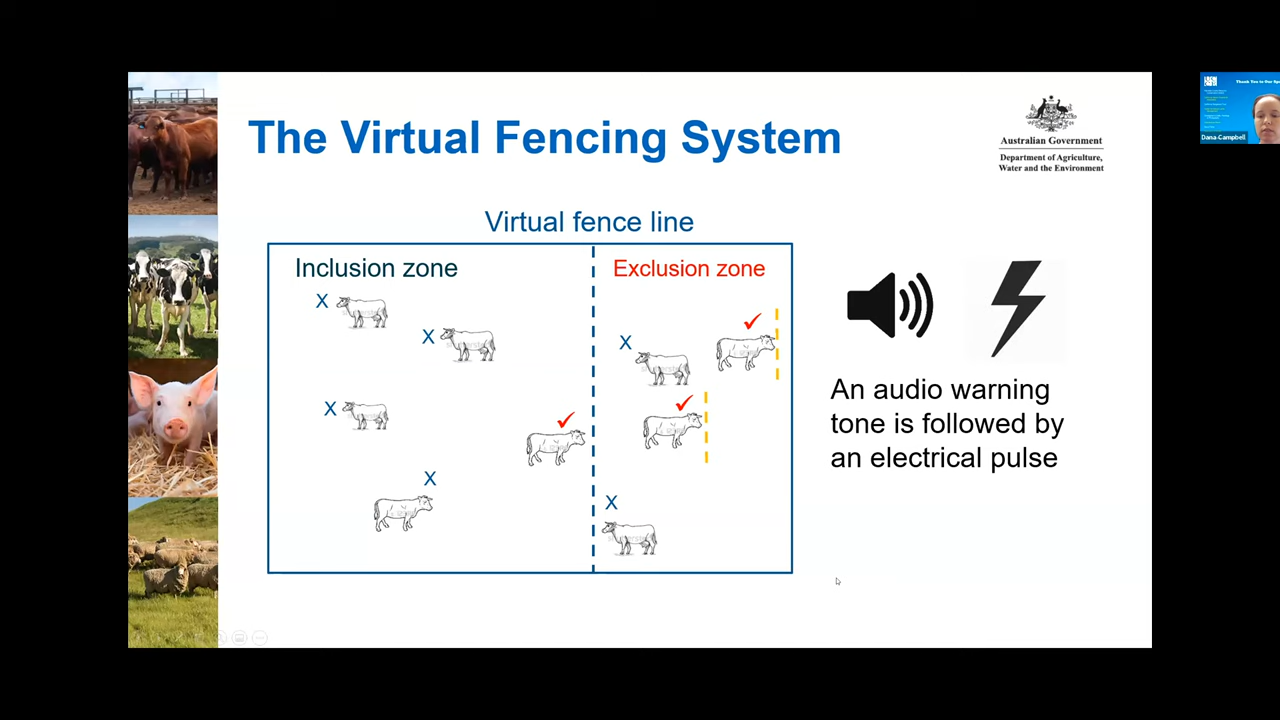 The Virtual Fencing System
Australian Government
Department of Agriculture,
Water and the Environment
Virtual fence line
Inclusion zone
Exclusion zone
X
X
X
X
X
X
An audio warning
tone is followed by
an electrical pulse
Dana Campbell